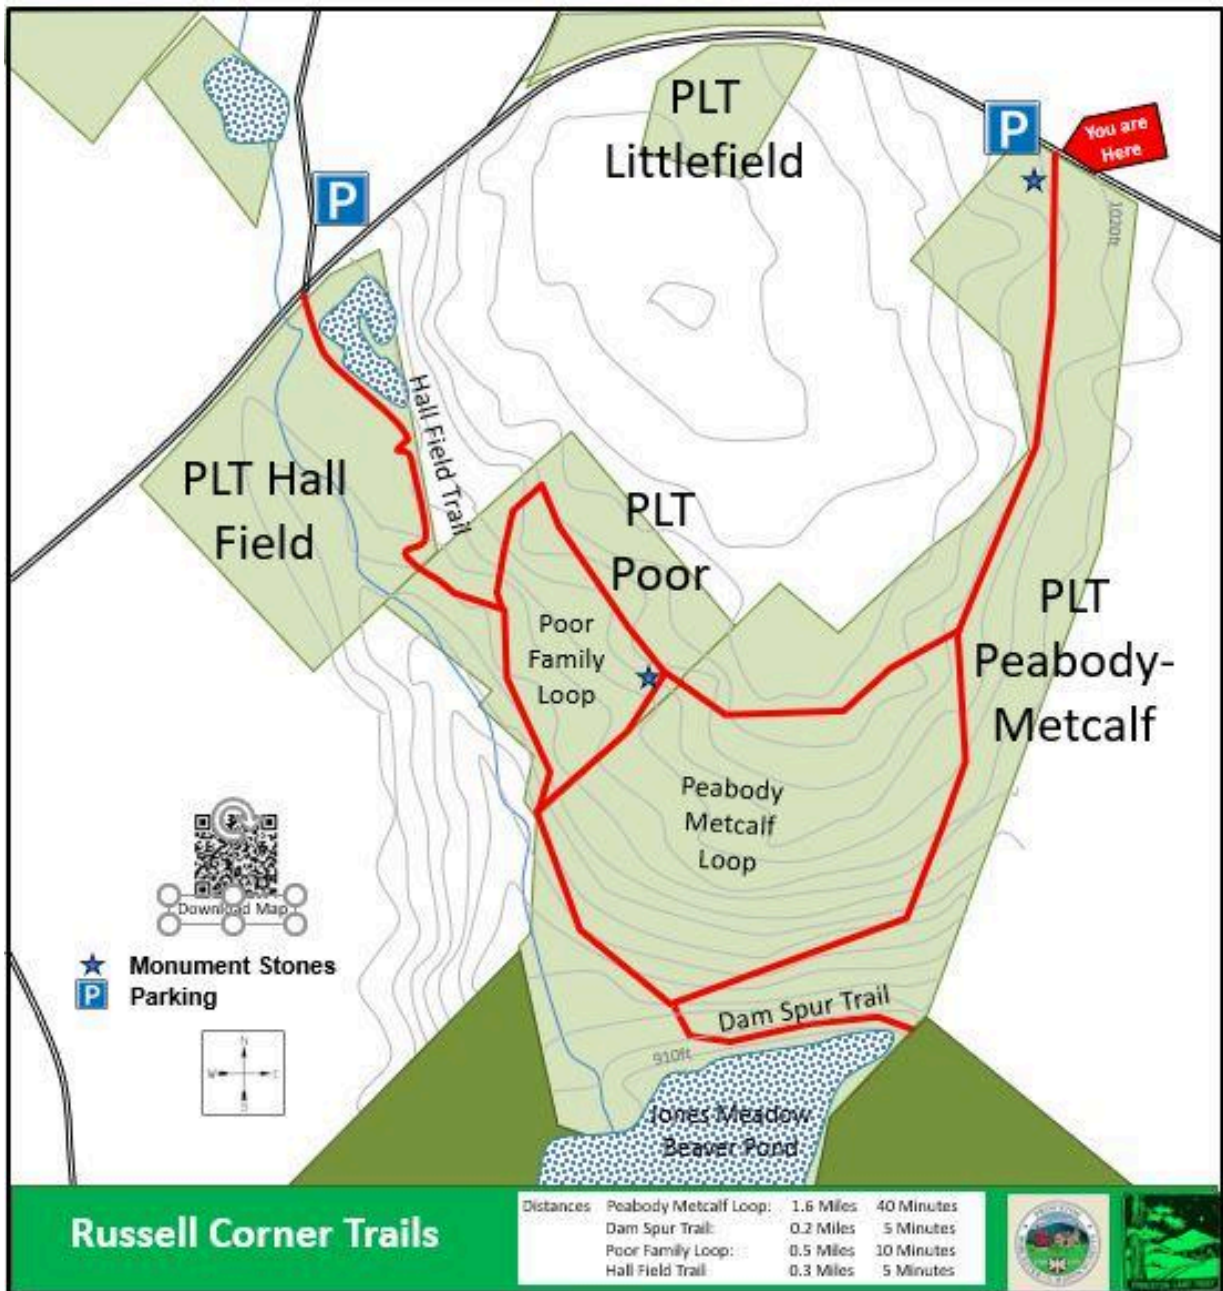 PLT
Littlefield
P
You are
Here
P
1020ft
Hall Field Trail
PLT Hall
Field
PLT
Poor
PLT
Peabody-
Metcalf
Poor
Family
Loop
Peabody
Metcalf
Loop
Download Map
Monument Stones
P Parking
Dam Spur Trail
910ft
N
W
S
Jones Meadow
Beaver Pond
Russell Corner Trails
Distances Peabody Metcalf Loop: 1.6 Miles 40 Minutes
Dam Spur Trail: 0.2 Miles 5 Minutes
Poor Family Loop: 0.5 Miles 10 Minutes
Hall Field Trail 0.3 Miles 5 Minutes
PRINCETON LAND TRUST